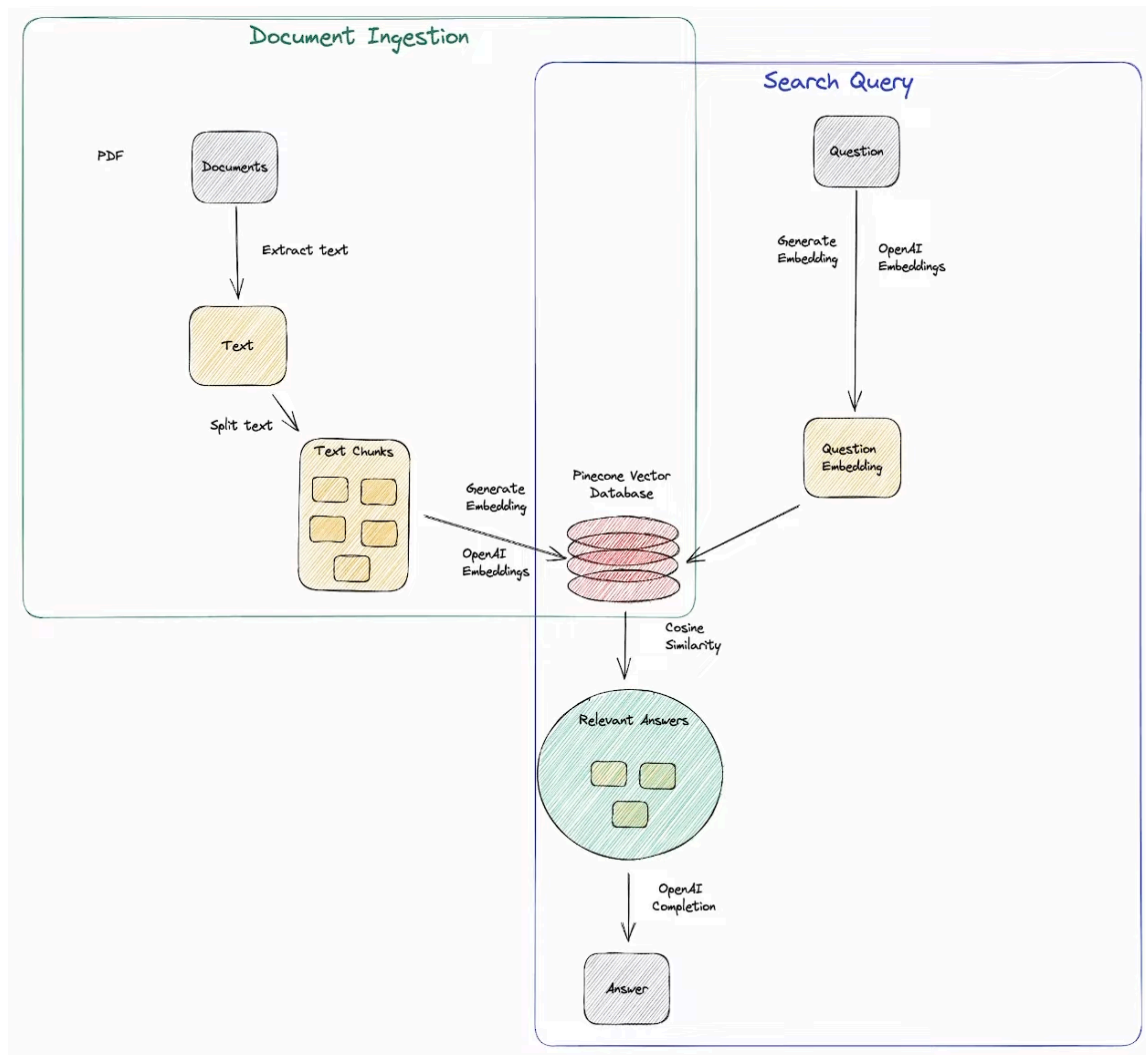 Document Ingestion
Search Query
PDF
Documents
Question
Extract text
Generate
Embedding
OpenAI
Embeddings
Text
Split text
Text Chunks
Question
Embedding
Generate
Embedding
OpenAI
Embeddings
Pinecone Vector
Database
Cosine
Similarity
Relevant Answers
OpenAI
Completion
Answer